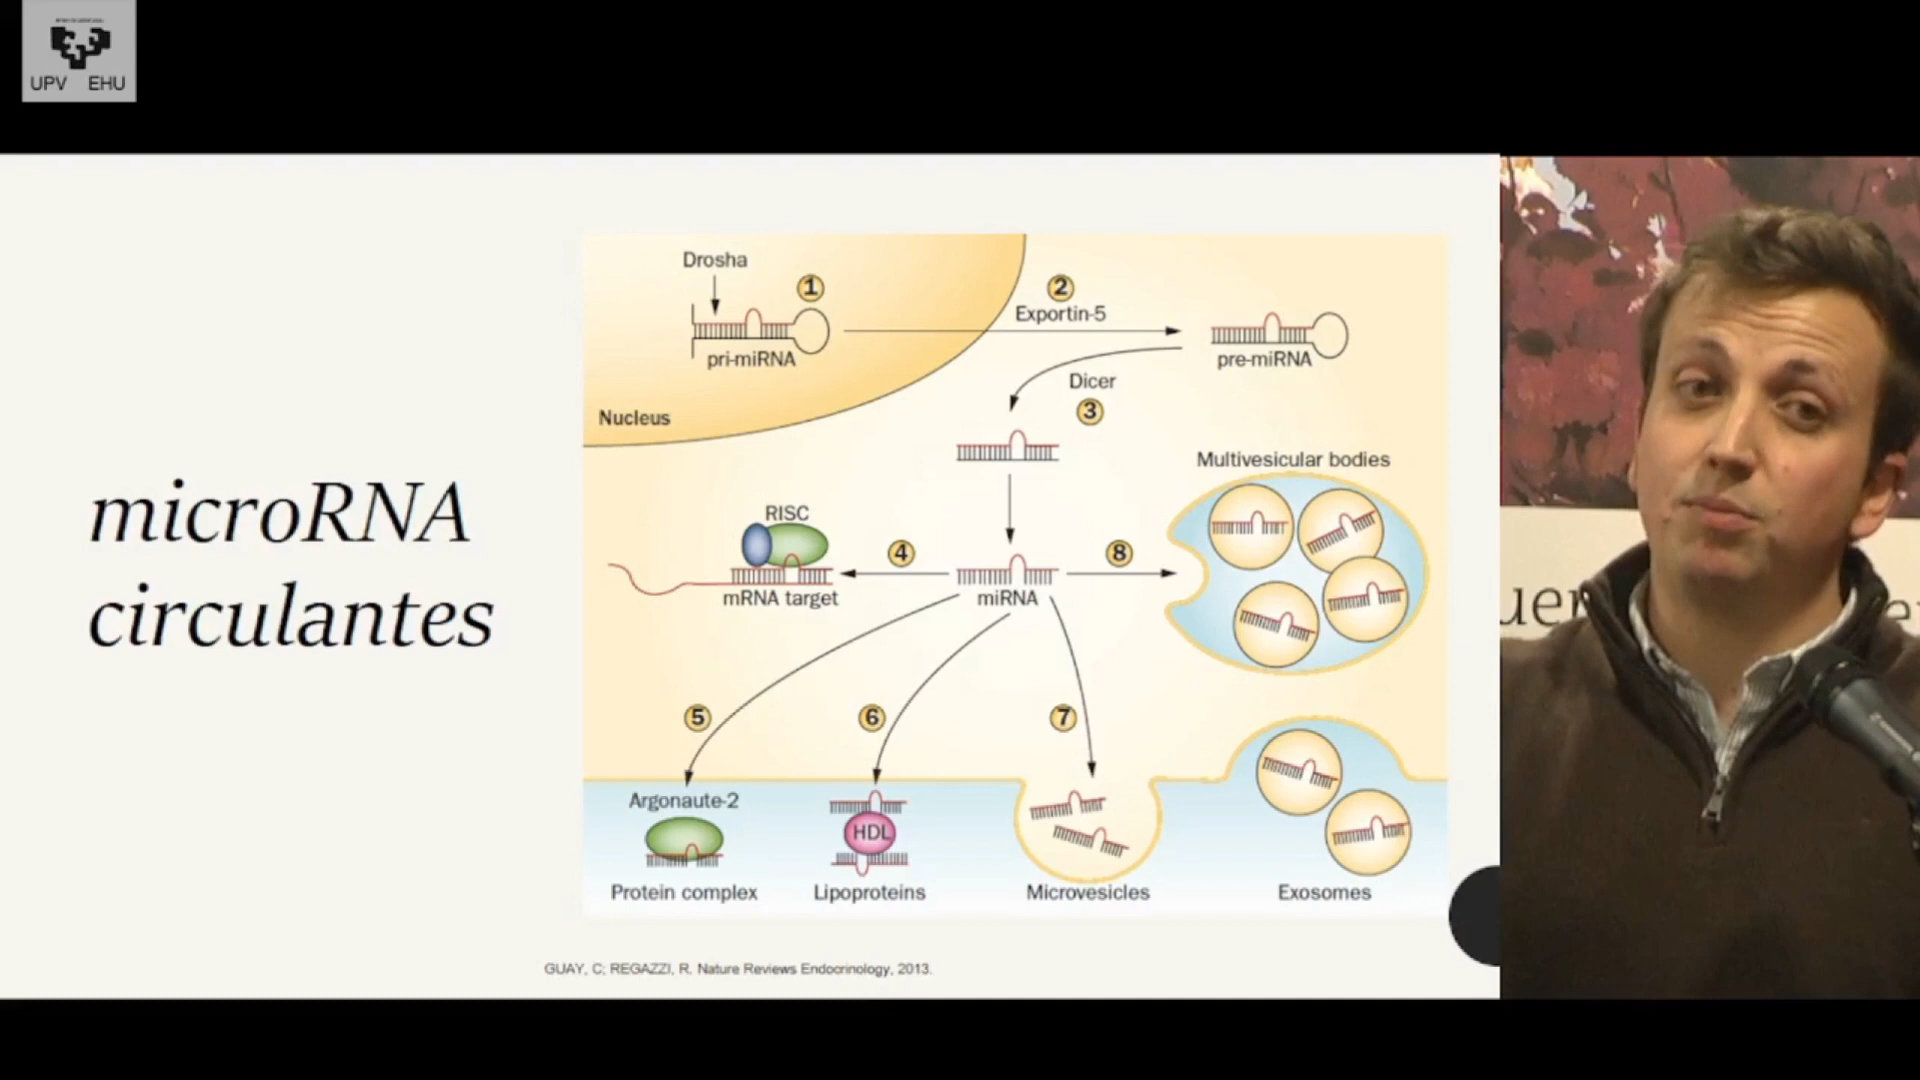 UPV EHU
microRNA
circulantes
Drosha
1
pri-miRNA
Nucleus
2
Exportin-5
pre-miRNA
Dicer
3
Multivesicular bodies
RISC
4
mRNA target
miRNA
8
5
6
7
Argonaute-2
HDL
Protein complex
Lipoproteins
Microvesicles
Exosomes
GUAY, C; REGAZZI, R. Nature Reviews Endocrinology, 2013.